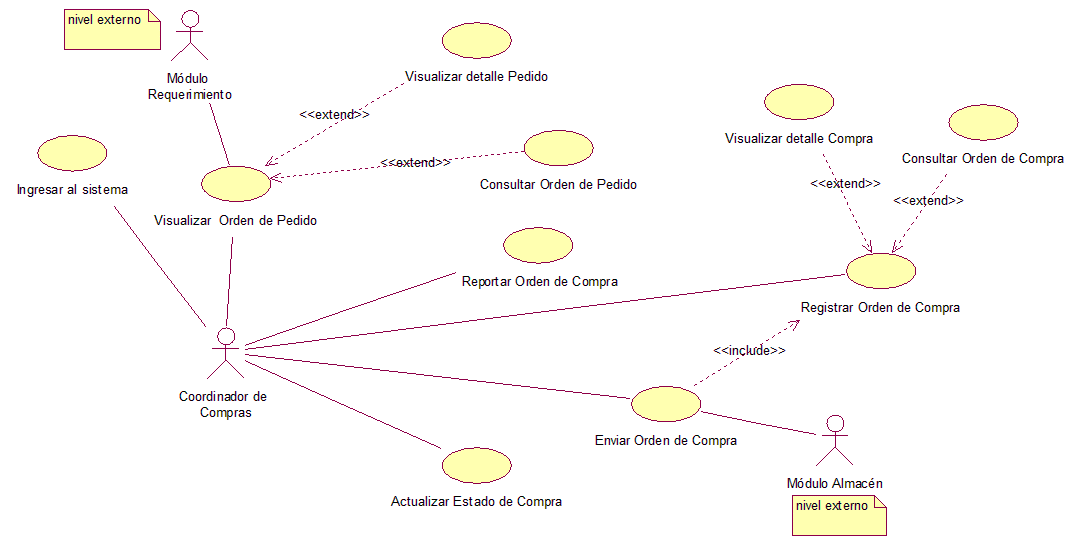 nivel externo
Módulo
Requerimiento
Visualizar detalle Pedido
<<extend>>
Visualizar detalle Compra
Consultar Orden de Compra
Ingresar al sistema
<<extend>>
Consultar Orden de Pedido
<<extend>>
<<extend>>
Visualizar Orden de Pedido
Reportar Orden de Compra
Registrar Orden de Compra
<<include>>
Coordinador de
Compras
Enviar Orden de Compra
Módulo Almacén
Actualizar Estado de Compra
nivel externo